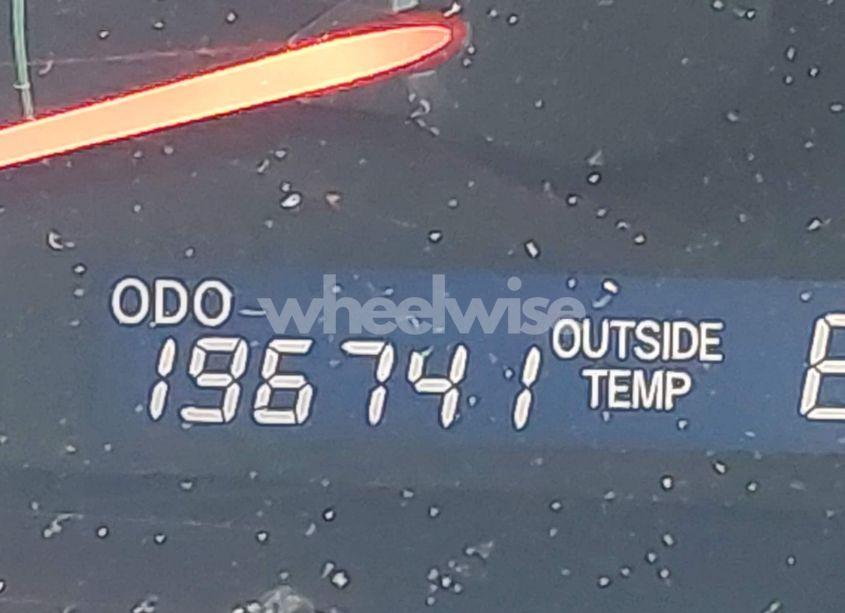 ODO
wheelwise
196741
OUTSIDE
TEMP